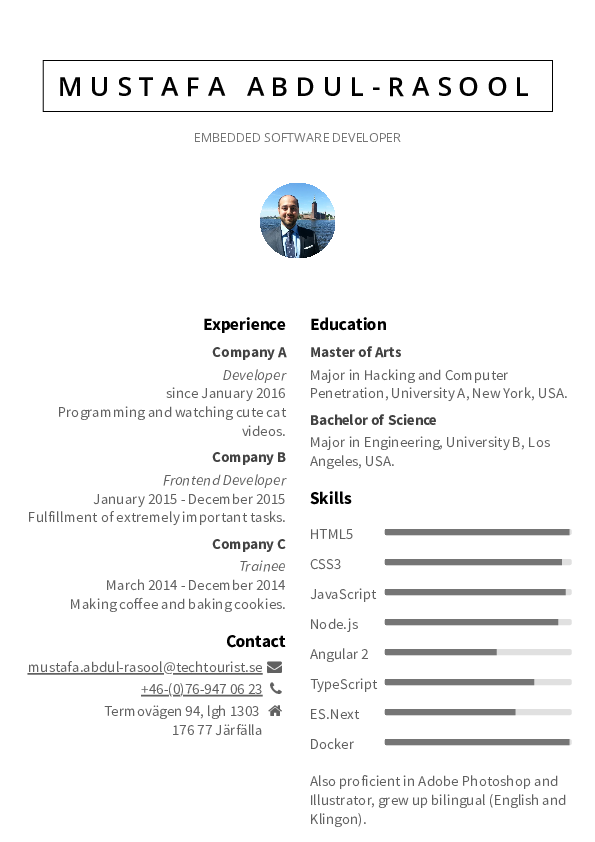 MUSTAFA ABDUL-RASOOL
EMBEDDED SOFTWARE DEVELOPER
Experience
Company A
Developer
since January 2016
Programming and watching cute cat
videos.
Company B
Frontend Developer
January 2015 - December 2015
Fulfillment of extremely important tasks.
Company C
Trainee
March 2014 - December 2014
Making coffee and baking cookies.
Contact
mustafa.abdul-rasool@techtourist.se
+46-(0)76-947 06 23
Termovägen 94, lgh 1303
176 77 Järfälla
Education
Master of Arts
Major in Hacking and Computer
Penetration, University A, New York, USA.
Bachelor of Science
Major in Engineering, University B, Los
Angeles, USA.
Skills
HTML5
CSS3
JavaScript
Node.js
Angular 2
TypeScript
ES.Next
Docker
Also proficient in Adobe Photoshop and
Illustrator, grew up bilingual (English and
Klingon).